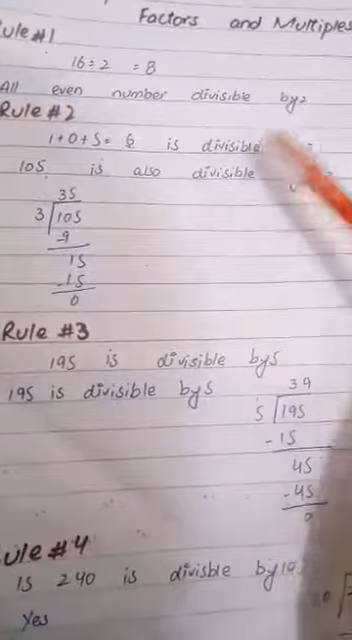 Factors and Multiples
Rule #1
16÷2 = 8
All even number divisible by 2
Rule #2
1+0+5= 6 is divisible
105 is also divisible
35
3 105
-9
15
-15
0
Rule #3
195 is divisible by 5
195 is divisible by 5
39
5 195
-15
45
-45
0
Rule #4
Is 240 is divisble by 10
Yes